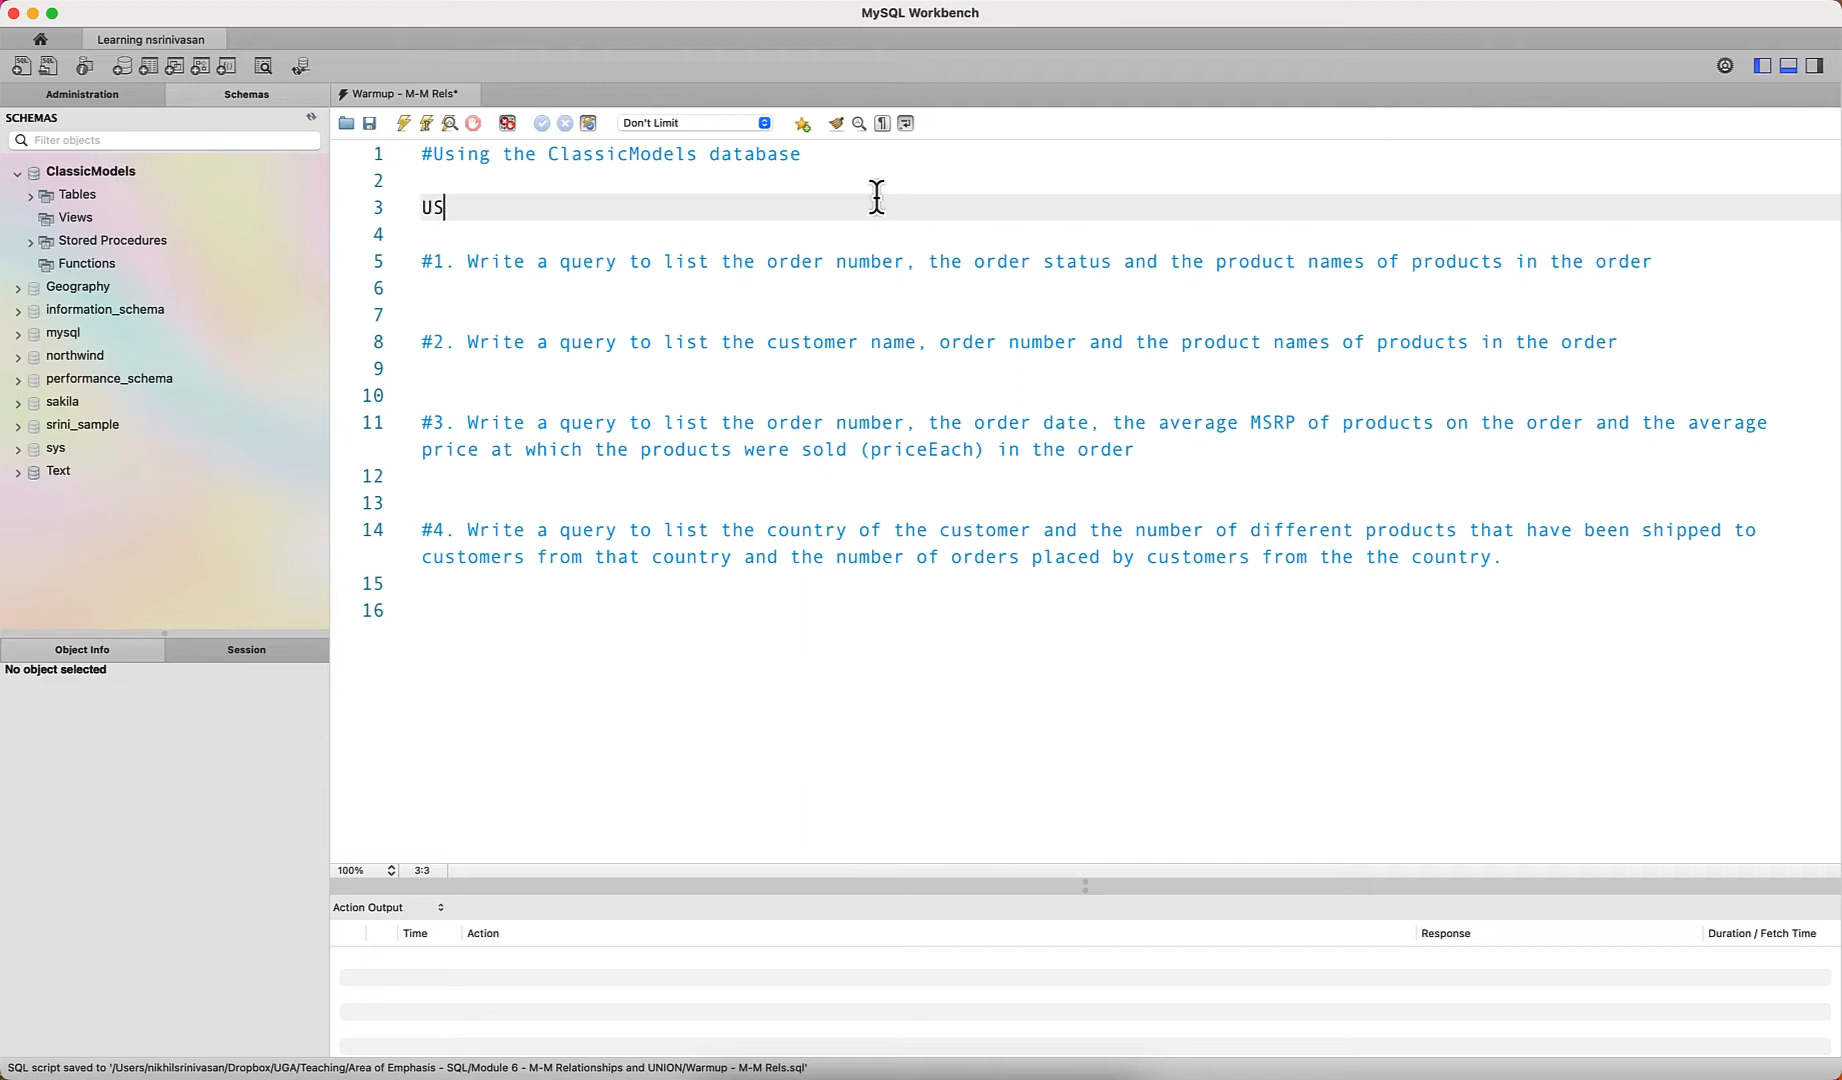 MySQL Workbench
Learning nsrinivasan
Administration
Schemas
Warmup - M-M Rels*
SCHEMAS
Don't Limit
Filter objects
ClassicModels
Tables
Views
Stored Procedures
Functions
Geography
information_schema
mysql
northwind
performance_schema
sakila
srini_sample
sys
Text
1 #Using the ClassicModels database
2
3 US
4
5 #1. Write a query to list the order number, the order status and the product names of products in the order
6
7
8 #2. Write a query to list the customer name, order number and the product names of products in the order
9
10
11 #3. Write a query to list the order number, the order date, the average MSRP of products on the order and the average
price at which the products were sold (priceEach) in the order
12
13
14 #4. Write a query to list the country of the customer and the number of different products that have been shipped to
customers from that country and the number of orders placed by customers from the the country.
15
16
Object Info
Session
No object selected
100%
3:3
Action Output
Time
Action
Response
Duration / Fetch Time
SQL script saved to '/Users/nikhilsrinivasan/Dropbox/UGA/Teaching/Area of Emphasis - SQL/Module 6 - M-M Relationships and UNION/Warmup - M-M Rels.sql'